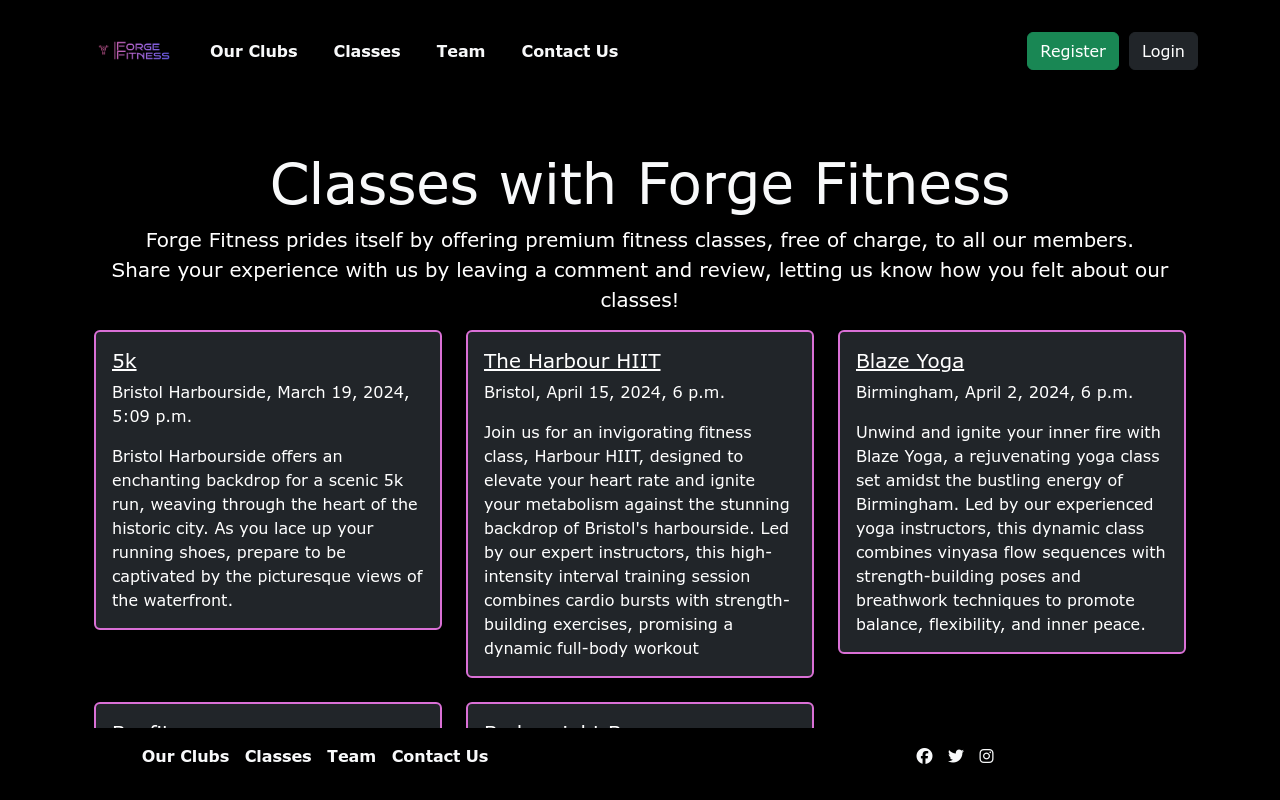 FORGE
FITNESS
Our Clubs
Classes
Team
Contact Us
Register
Login
Classes with Forge Fitness
Forge Fitness prides itself by offering premium fitness classes, free of charge, to all our members.
Share your experience with us by leaving a comment and review, letting us know how you felt about our
classes!
5k
Bristol Harbourside, March 19, 2024,
5:09 p.m.
Bristol Harbourside offers an
enchanting backdrop for a scenic 5k
run, weaving through the heart of the
historic city. As you lace up your
running shoes, prepare to be
captivated by the picturesque views of
the waterfront.
The Harbour HIIT
Bristol, April 15, 2024, 6 p.m.
Join us for an invigorating fitness
class, Harbour HIIT, designed to
elevate your heart rate and ignite
your metabolism against the stunning
backdrop of Bristol's harbourside. Led
by our expert instructors, this high-
intensity interval training session
combines cardio bursts with strength-
building exercises, promising a
dynamic full-body workout
Blaze Yoga
Birmingham, April 2, 2024, 6 p.m.
Unwind and ignite your inner fire with
Blaze Yoga, a rejuvenating yoga class
set amidst the bustling energy of
Birmingham. Led by our experienced
yoga instructors, this dynamic class
combines vinyasa flow sequences with
strength-building poses and
breathwork techniques to promote
balance, flexibility, and inner peace.
Our Clubs
Classes
Team
Contact Us